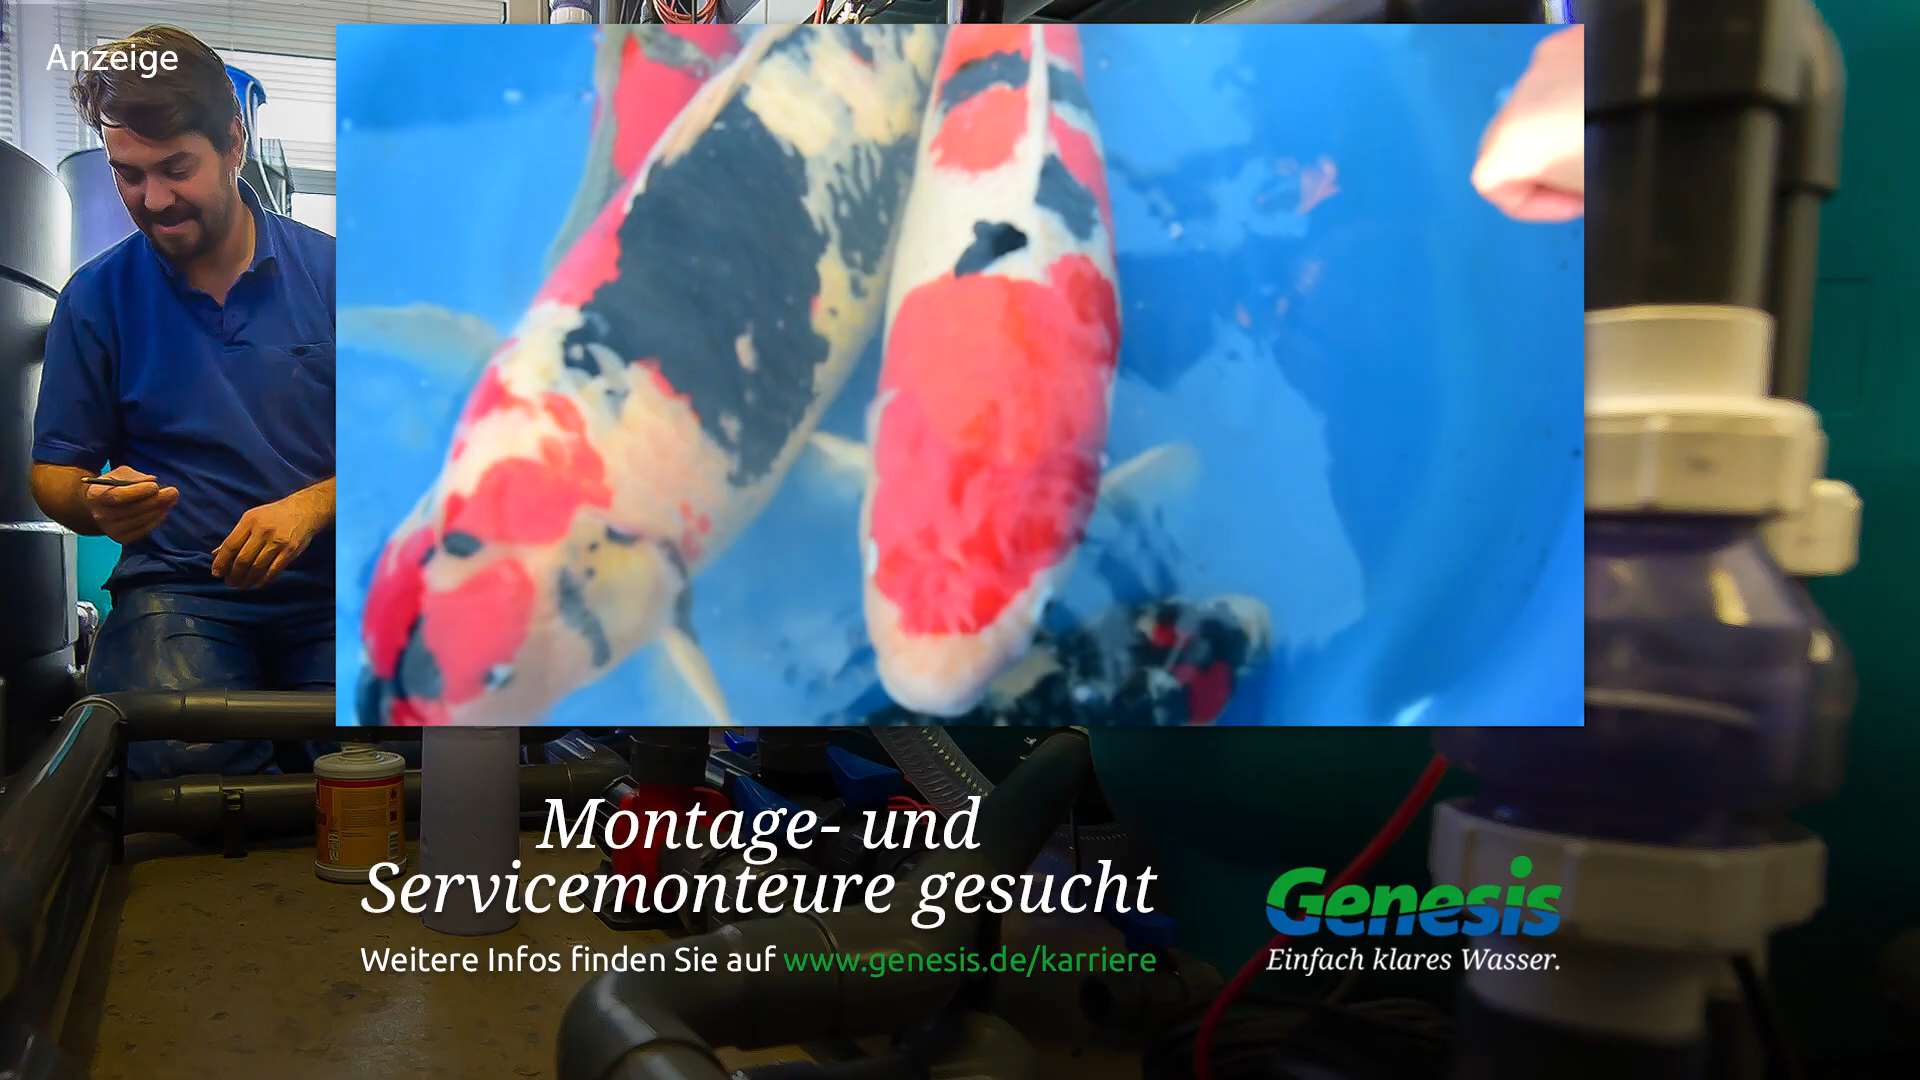 Anzeige
Montage- und
Servicemonteure gesucht
Weitere Infos finden Sie auf www.genesis.de/karriere
Genesis
Einfach klares Wasser.